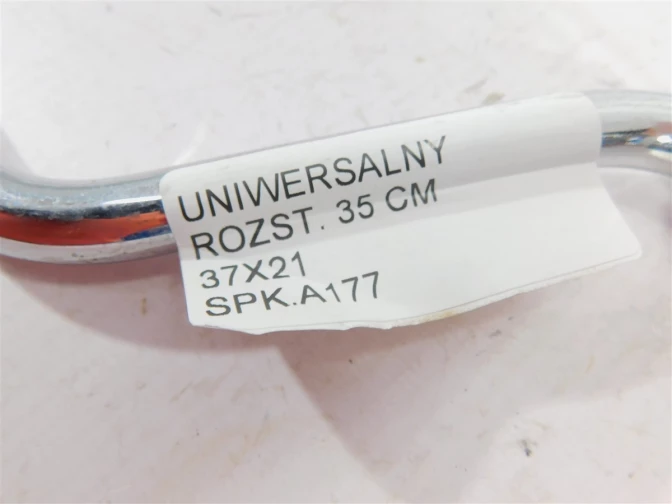 UNIWERSALNY
ROZST. 35 CM
37X21
SPK.A177